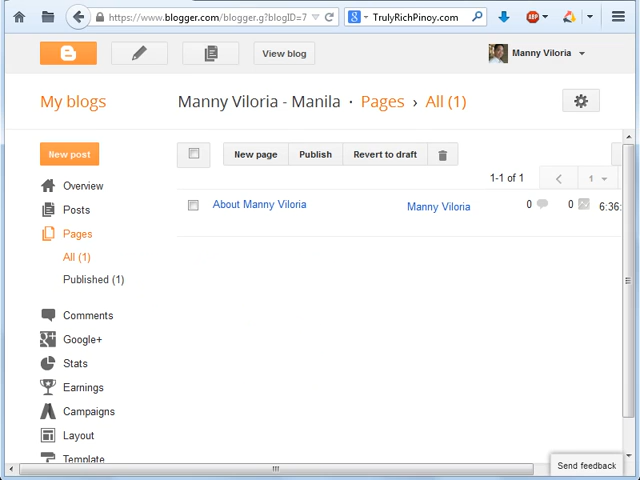 https://www.blogger.com/blogger.g?blogID=7
TrulyRichPinoy.com
ABP
View blog
Manny Viloria
My blogs
Manny Viloria - Manila · Pages › All (1)
New post
New page
Publish
Revert to draft
1-1 of 1
1
Overview
Posts
Pages
All (1)
Published (1)
Comments
Google+
Stats
Earnings
Campaigns
Layout
Template
About Manny Viloria
Manny Viloria
0
0
6:36:
Send feedback